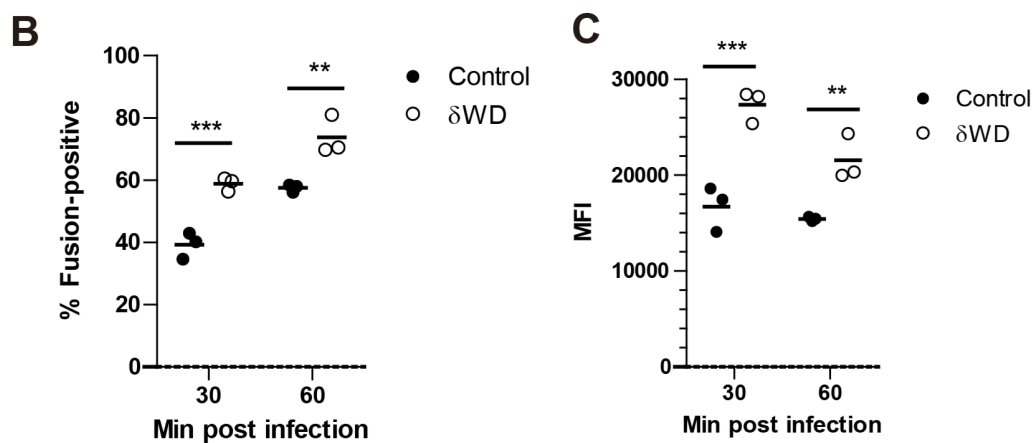 B
% Fusion-positive
100
80
60
40
20
0
***
**
30
60
Min post infection
Control
δWD
C
MFI
30000
20000
10000
0
***
**
30
60
Min post infection
Control
δWD